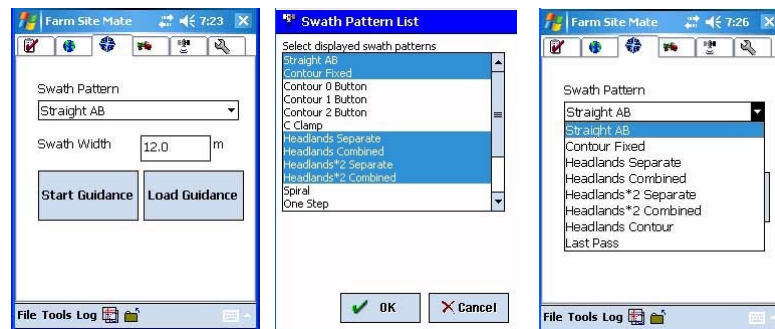 Farm Site Mate 7:23
Swath Pattern
Straight AB
Swath Width 12.0 m
Start Guidance Load Guidance
File Tools Log
Swath Pattern List
Select displayed swath patterns
Straight AB
Contour Fixed
Contour 0 Button
Contour 1 Button
Contour 2 Button
C Clamp
Headlands Separate
Headlands Combined
Headlands*2 Separate
Headlands*2 Combined
Spiral
One Step
OK Cancel
Farm Site Mate 7:26
Swath Pattern
Straight AB
Straight AB
Contour Fixed
Headlands Separate
Headlands Combined
Headlands*2 Separate
Headlands*2 Combined
Headlands Contour
Last Pass
File Tools Log